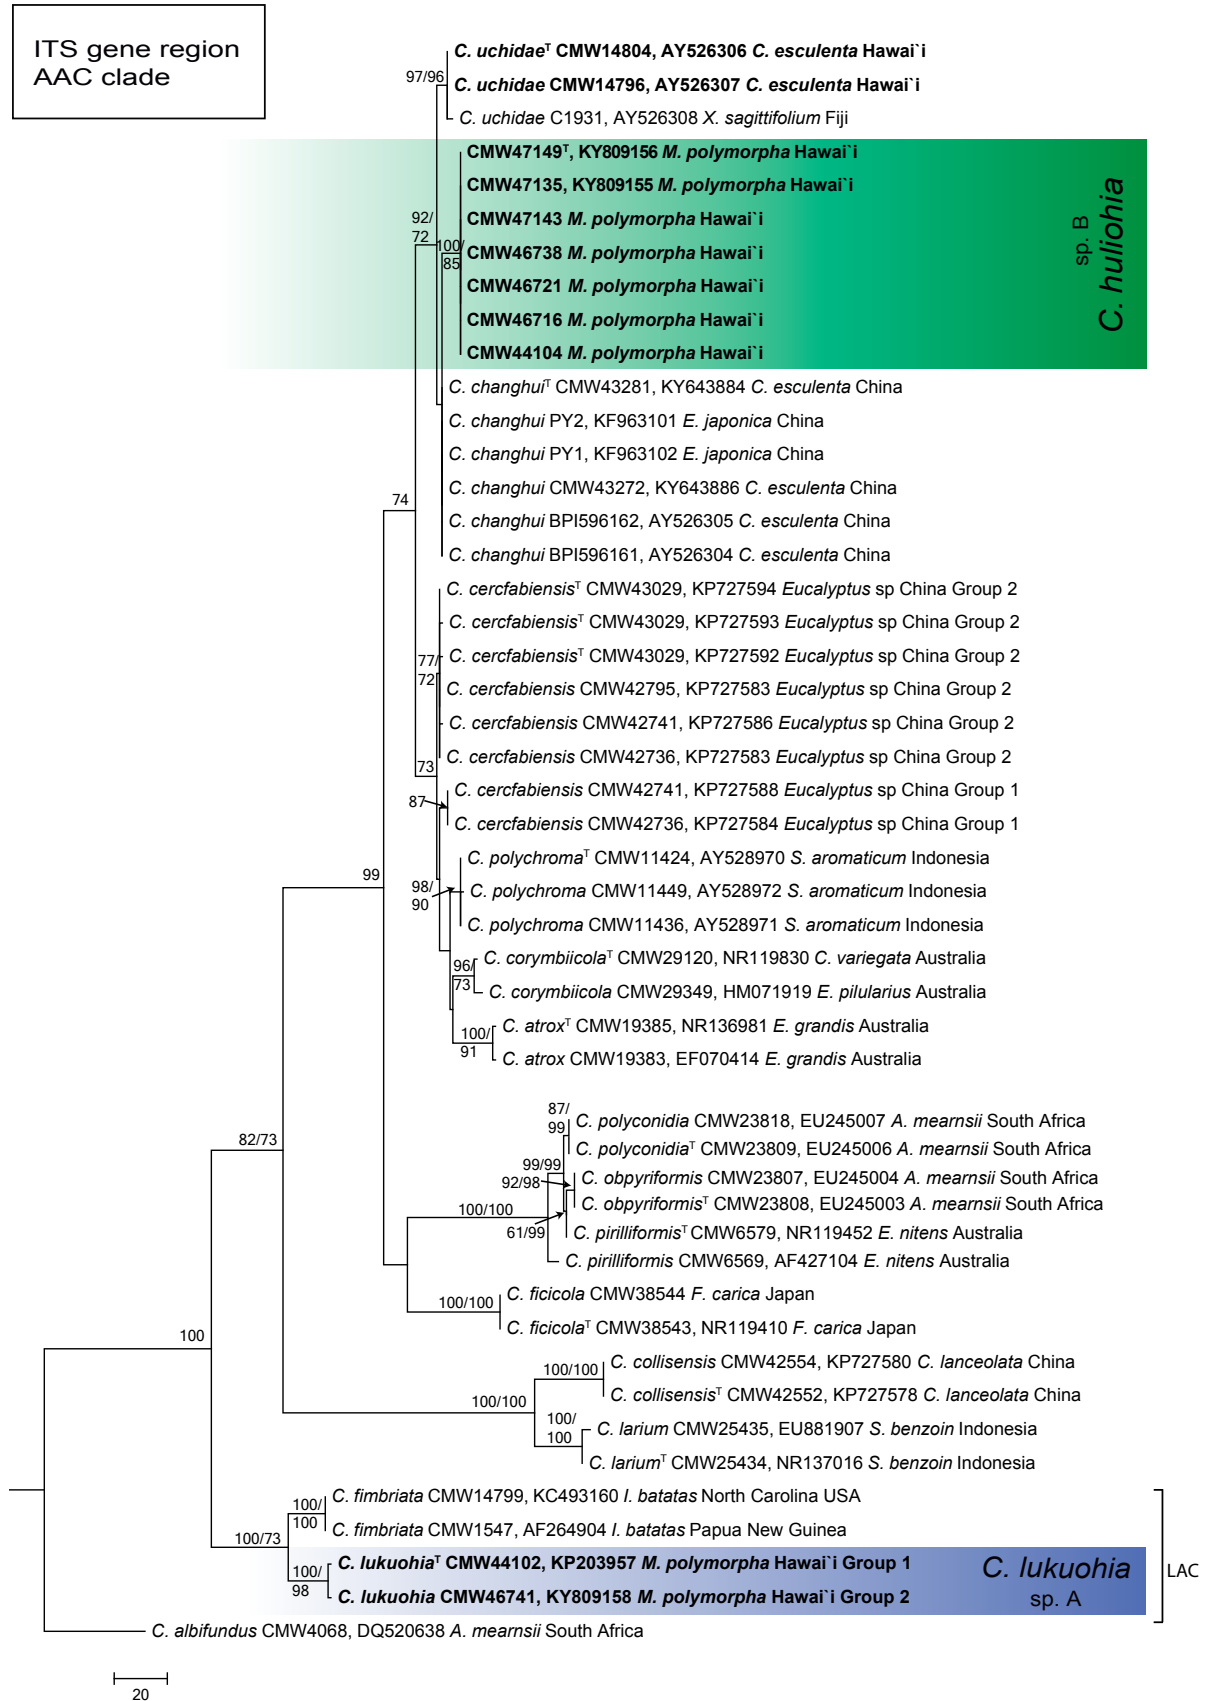 ITS gene region
AAC clade
C. uchidaeᵀ CMW14804, AY526306 C. esculenta Hawai`i
97/96
C. uchidae CMW14796, AY526307 C. esculenta Hawai`i
C. uchidae C1931, AY526308 X. sagittifolium Fiji
CMW47149ᵀ, KY809156 M. polymorpha Hawai`i
CMW47135, KY809155 M. polymorpha Hawai`i
92/
72
CMW47143 M. polymorpha Hawai`i
100/
85
CMW46738 M. polymorpha Hawai`i
CMW46721 M. polymorpha Hawai`i
CMW46716 M. polymorpha Hawai`i
CMW44104 M. polymorpha Hawai`i
sp. B
C. huliohia
C. changhuiᵀ CMW43281, KY643884 C. esculenta China
C. changhui PY2, KF963101 E. japonica China
C. changhui PY1, KF963102 E. japonica China
C. changhui CMW43272, KY643886 C. esculenta China
74
C. changhui BPI596162, AY526305 C. esculenta China
C. changhui BPI596161, AY526304 C. esculenta China
C. cercfabiensisᵀ CMW43029, KP727594 Eucalyptus sp China Group 2
C. cercfabiensisᵀ CMW43029, KP727593 Eucalyptus sp China Group 2
C. cercfabiensisᵀ CMW43029, KP727592 Eucalyptus sp China Group 2
77/
72
C. cercfabiensis CMW42795, KP727583 Eucalyptus sp China Group 2
C. cercfabiensis CMW42741, KP727586 Eucalyptus sp China Group 2
C. cercfabiensis CMW42736, KP727583 Eucalyptus sp China Group 2
73
C. cercfabiensis CMW42741, KP727588 Eucalyptus sp China Group 1
87
C. cercfabiensis CMW42736, KP727584 Eucalyptus sp China Group 1
C. polychromaᵀ CMW11424, AY528970 S. aromaticum Indonesia
99
98/
90
C. polychroma CMW11449, AY528972 S. aromaticum Indonesia
C. polychroma CMW11436, AY528971 S. aromaticum Indonesia
C. corymbiicolaᵀ CMW29120, NR119830 C. variegata Australia
96/
73
C. corymbiicola CMW29349, HM071919 E. pilularius Australia
C. atroxᵀ CMW19385, NR136981 E. grandis Australia
100/
91
C. atrox CMW19383, EF070414 E. grandis Australia
87/
99
C. polyconidia CMW23818, EU245007 A. mearnsii South Africa
82/73
C. polyconidiaᵀ CMW23809, EU245006 A. mearnsii South Africa
99/99
92/98
C. obpyriformis CMW23807, EU245004 A. mearnsii South Africa
C. obpyriformisᵀ CMW23808, EU245003 A. mearnsii South Africa
100/100
61/99
C. pirilliformisᵀ CMW6579, NR119452 E. nitens Australia
C. pirilliformis CMW6569, AF427104 E. nitens Australia
C. ficicola CMW38544 F. carica Japan
100/100
C. ficicolaᵀ CMW38543, NR119410 F. carica Japan
100
C. collisensis CMW42554, KP727580 C. lanceolata China
100/100
C. collisensisᵀ CMW42552, KP727578 C. lanceolata China
100/100
100/
100
C. larium CMW25435, EU881907 S. benzoin Indonesia
C. lariumᵀ CMW25434, NR137016 S. benzoin Indonesia
C. fimbriata CMW14799, KC493160 I. batatas North Carolina USA
100/
100
C. fimbriata CMW1547, AF264904 I. batatas Papua New Guinea
100/73
C. lukuohiaᵀ CMW44102, KP203957 M. polymorpha Hawai`i Group 1
100/
98
C. lukuohia CMW46741, KY809158 M. polymorpha Hawai`i Group 2
C. lukuohia
sp. A
LAC
C. albifundus CMW4068, DQ520638 A. mearnsii South Africa
20